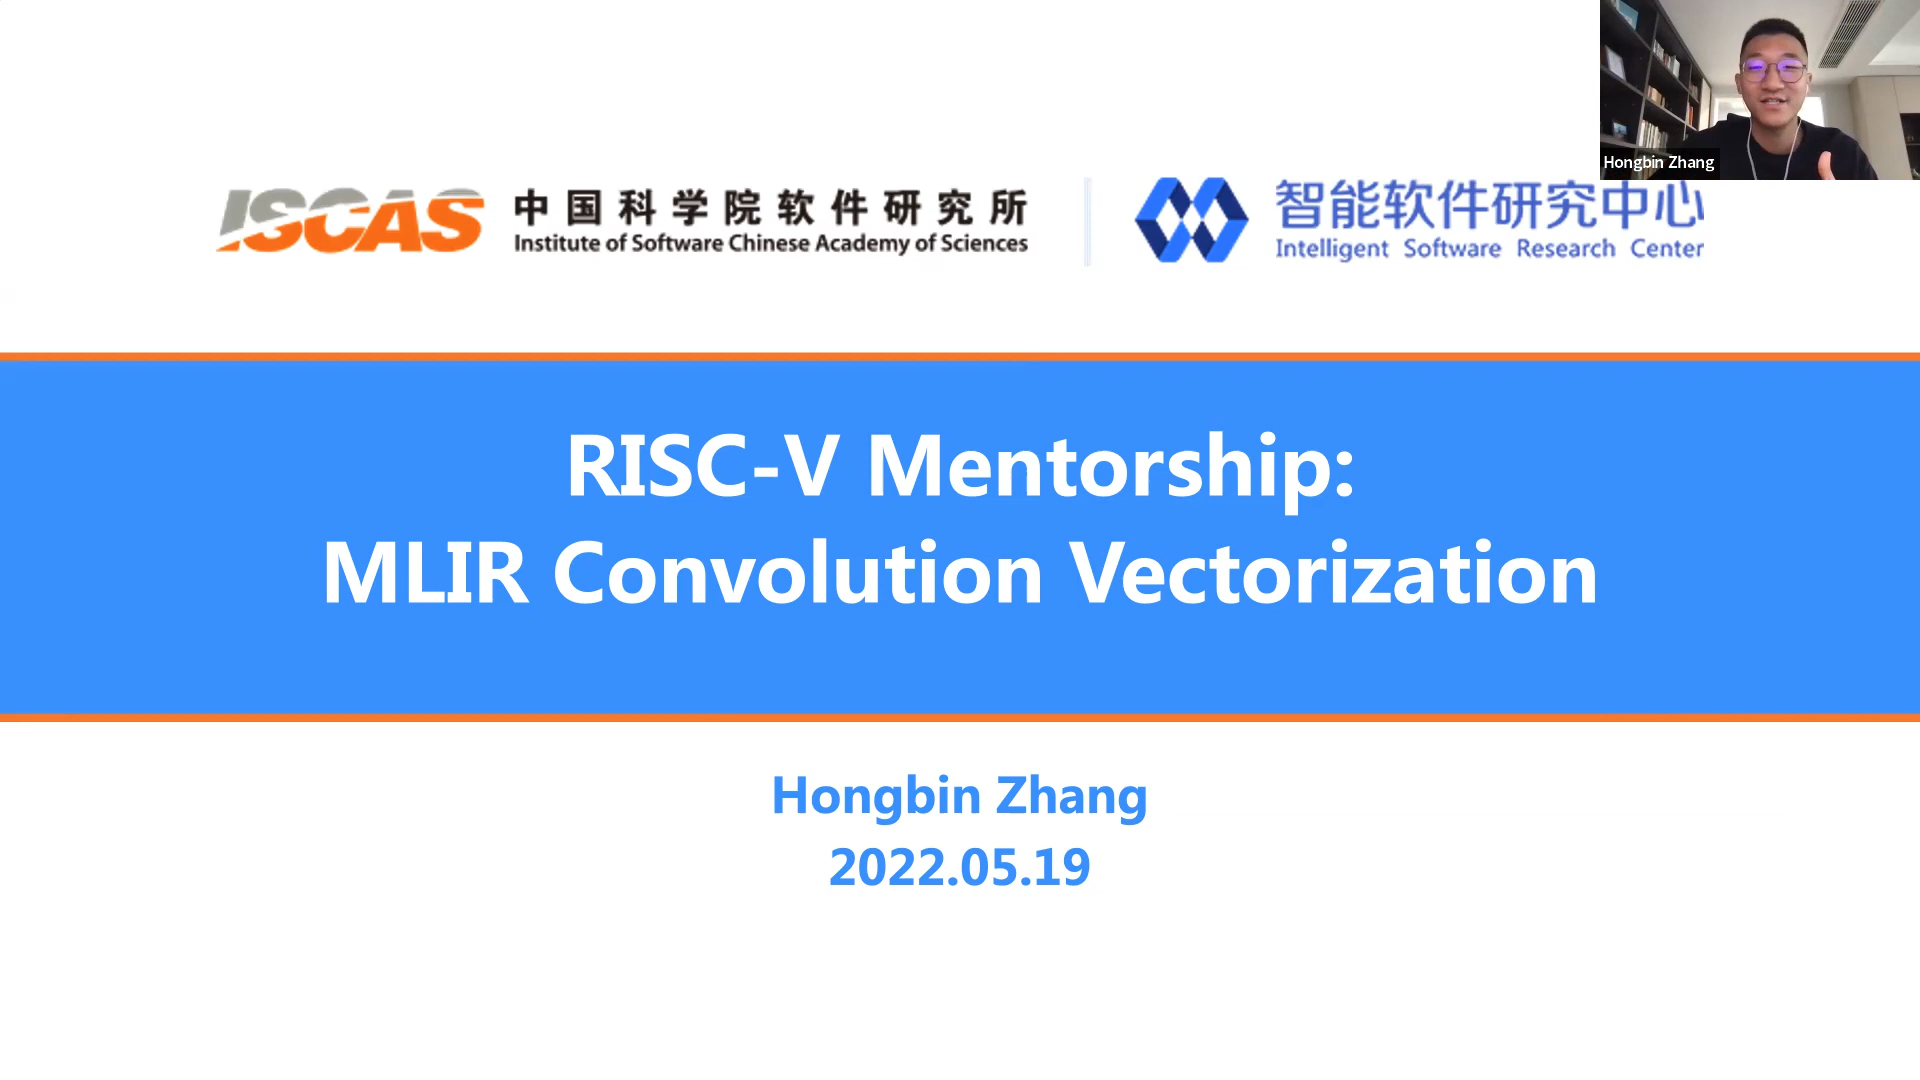 ISCAS
中国科学院软件研究所
Institute of Software Chinese Academy of Sciences
智能软件研究中心
Intelligent Software Research Center
Hongbin Zhang
RISC-V Mentorship:
MLIR Convolution Vectorization
Hongbin Zhang
2022.05.19